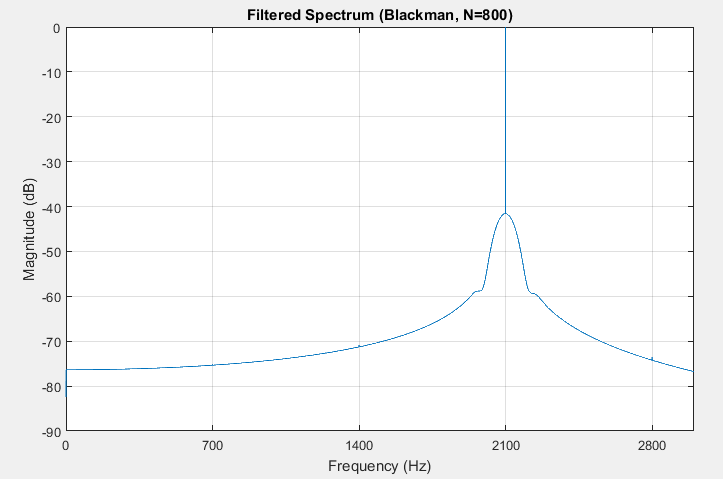 Filtered Spectrum (Blackman, N=800)
0
-10
-20
-30
-40
-50
-60
-70
-80
-90
Magnitude (dB)
0 700 1400 2100 2800
Frequency (Hz)